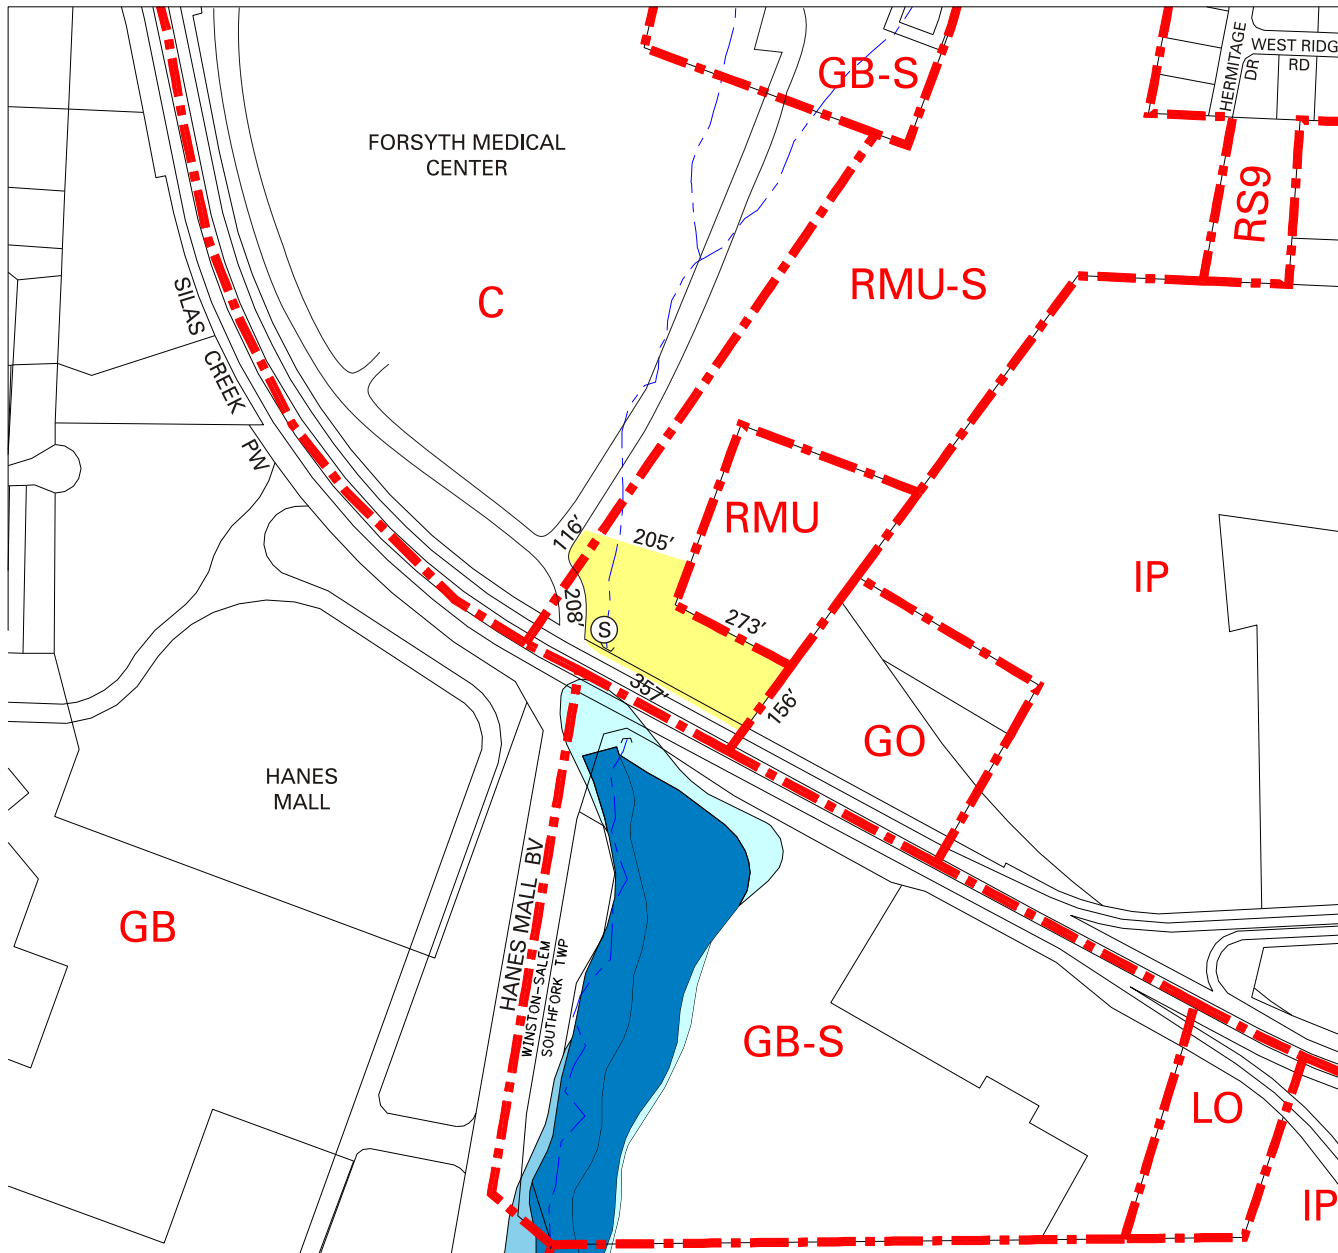 GB-S
HERMITAGE
DR
WEST RIDG
RD
FORSYTH MEDICAL
CENTER
RS9
C
RMU-S
SILAS CREEK PW
RMU
IP
116′
205′
208′
S
273′
357′
156′
GO
HANES
MALL
GB
HANES MALL BV
WINSTON-SALEM
SOUTHFORK TWP
GB-S
LO
IP